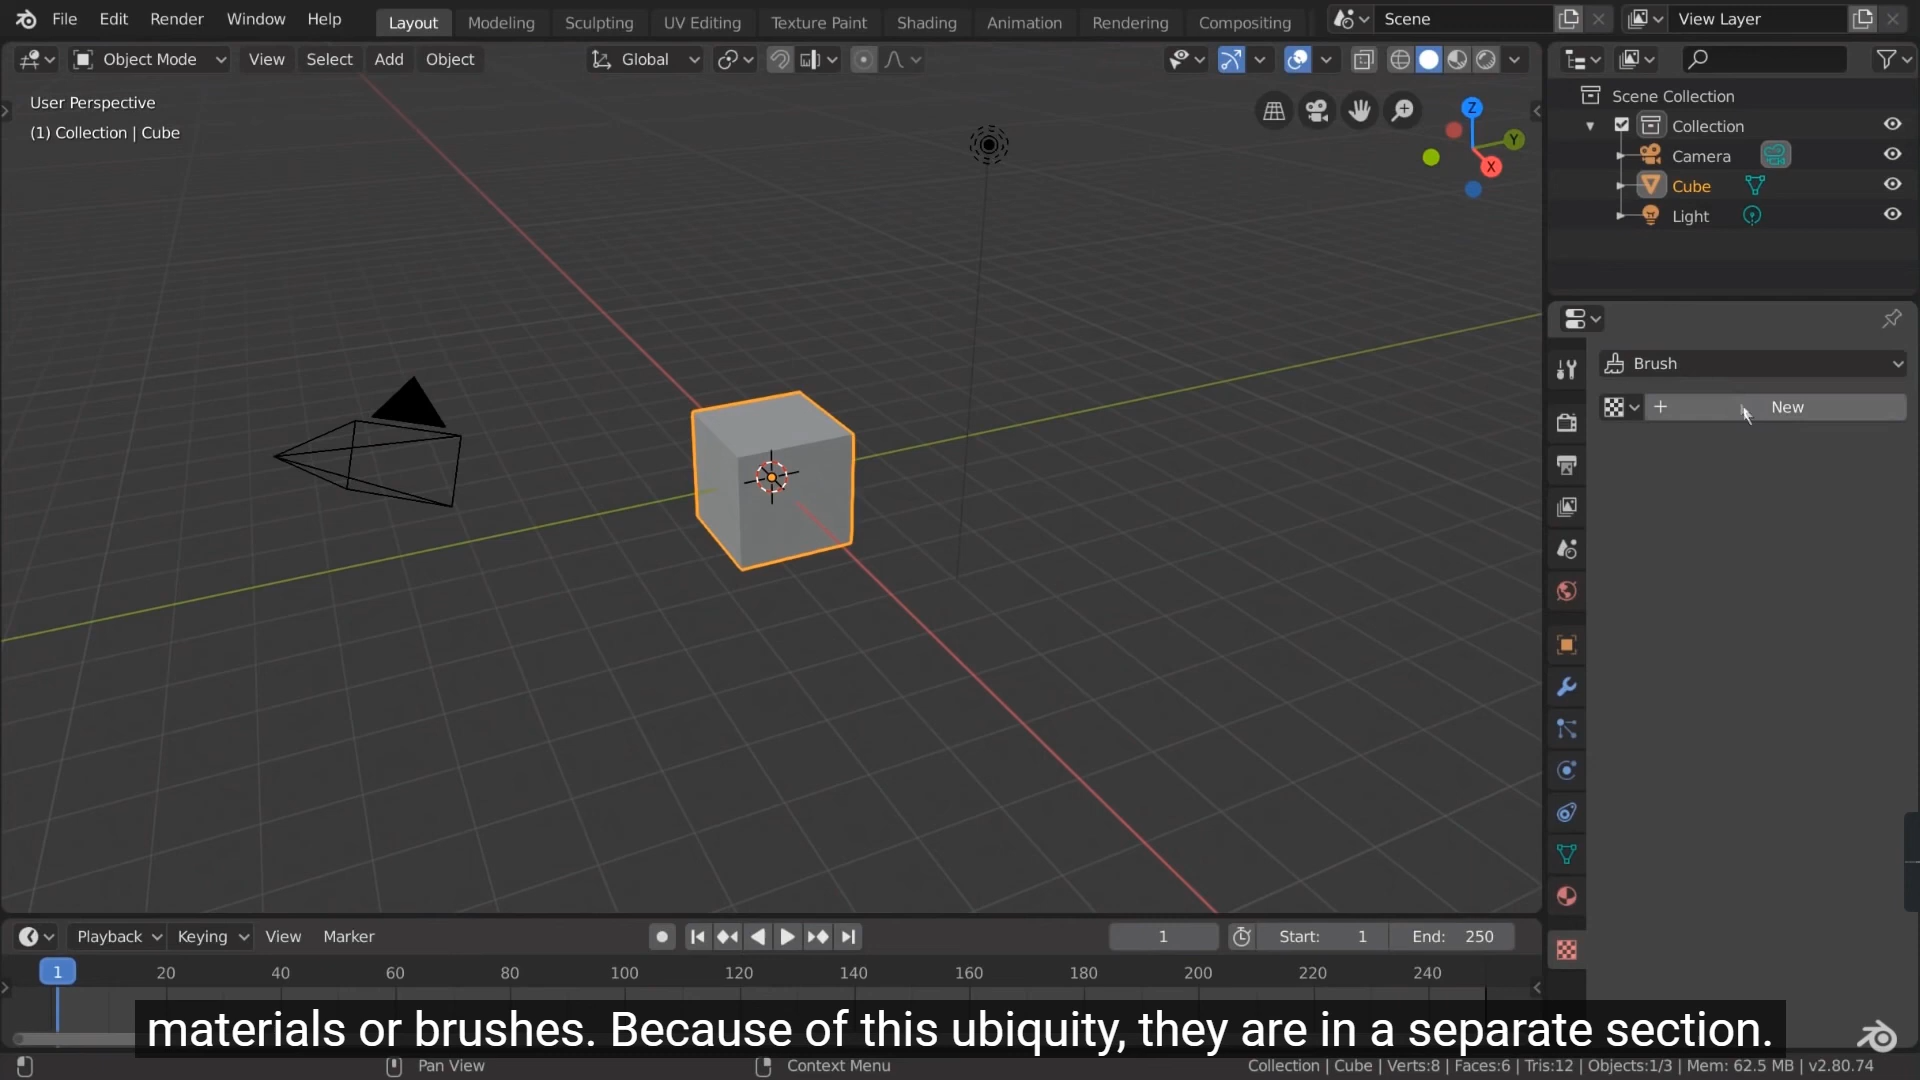 File Edit Render Window Help Layout Modeling Sculpting UV Editing Texture Paint Shading Animation Rendering Compositing Scene View Layer
Object Mode View Select Add Object Global
User Perspective
(1) Collection | Cube
Z
Y
X
Scene Collection
Collection
Camera
Cube
Light
Brush
New
Playback Keying View Marker 1 Start: 1 End: 250
1 20 40 60 80 100 120 140 160 180 200 220 240
materials or brushes. Because of this ubiquity, they are in a separate section.
Pan View Context Menu Collection | Cube | Verts:8 | Faces:6 | Tris:12 | Objects:1/3 | Mem: 62.5 MB | v2.80.74